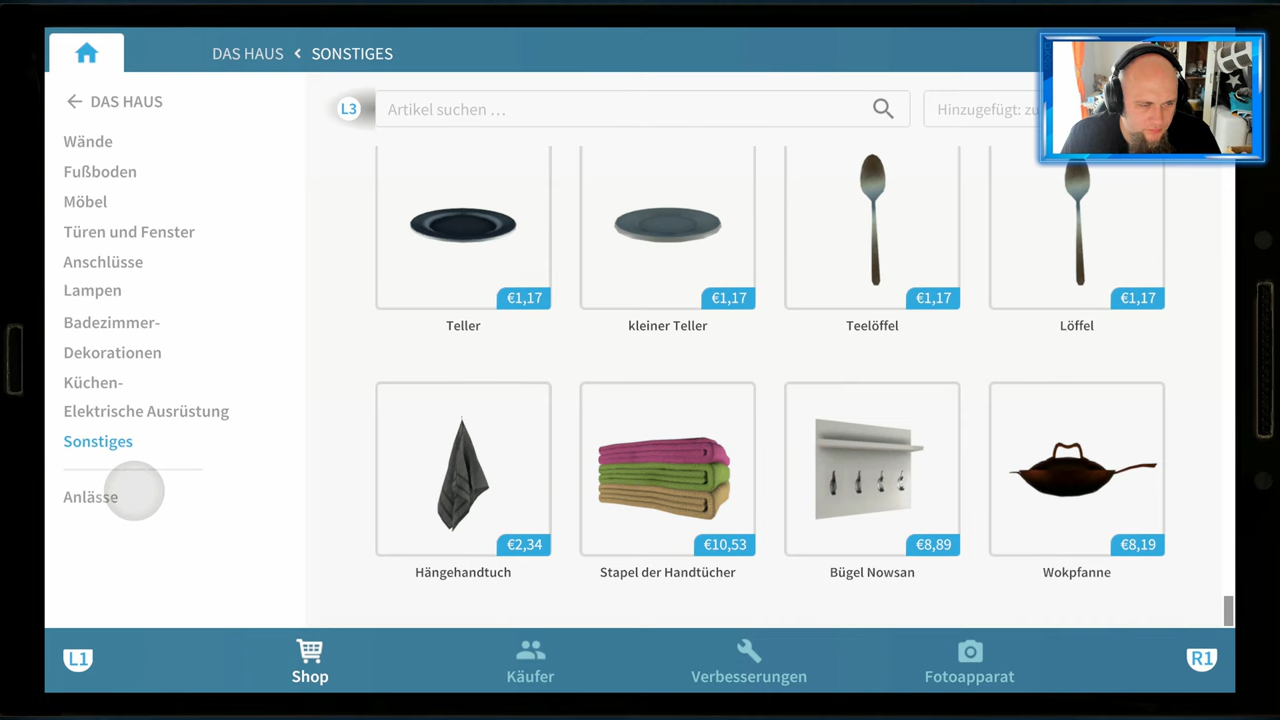 DAS HAUS < SONSTIGES
← DAS HAUS
Wände
Fußboden
Möbel
Türen und Fenster
Anschlüsse
Lampen
Badezimmer-
Dekorationen
Küchen-
Elektrische Ausrüstung
Sonstiges
Anlässe
L3
Artikel suchen …
Hinzugefügt: zu
€1,17
€1,17
€1,17
€1,17
Teller
kleiner Teller
Teelöffel
Löffel
€2,34
€10,53
€8,89
€8,19
Hängehandtuch
Stapel der Handtücher
Bügel Nowsan
Wokpfanne
L1
Shop
Käufer
Verbesserungen
Fotoapparat
R1